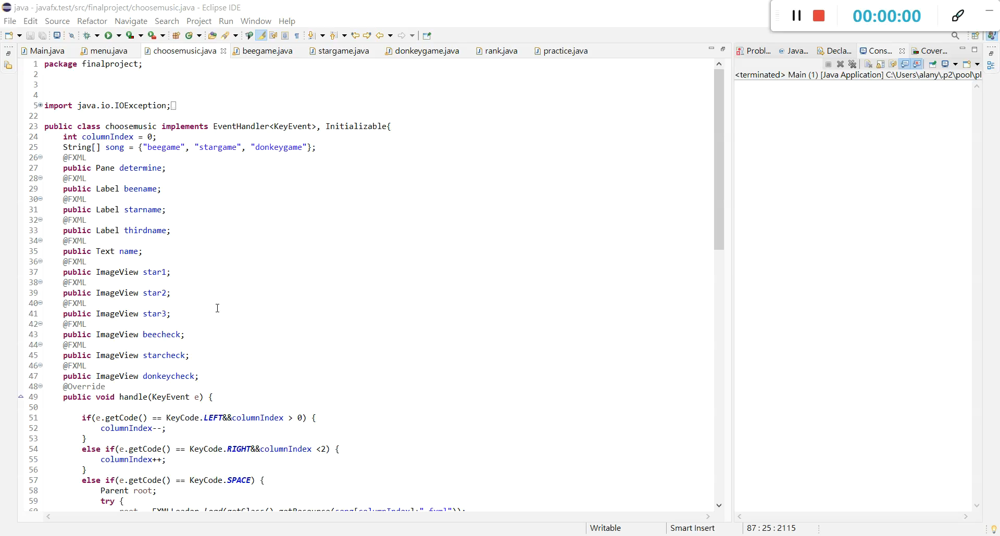 java - javafx.test/src/finalproject/choosemusic.java - Eclipse IDE
00:00:00
File Edit Source Refactor Navigate Search Project Run Window Help
Main.java menu.java choosemusic.java beegame.java stargame.java donkeygame.java rank.java practice.java
Probl... Java... Decla... Cons... Cover...
<terminated> Main (1) [Java Application] C:\Users\alany\.p2\pool\pl
1 package finalproject;
2
3
4
5 import java.io.IOException;
22
23 public class choosemusic implements EventHandler<KeyEvent>, Initializable{
24 int columnIndex = 0;
25 String[] song = {"beegame", "stargame", "donkeygame"};
26 @FXML
27 public Pane determine;
28 @FXML
29 public Label beename;
30 @FXML
31 public Label starname;
32 @FXML
33 public Label thirdname;
34 @FXML
35 public Text name;
36 @FXML
37 public ImageView star1;
38 @FXML
39 public ImageView star2;
40 @FXML
41 public ImageView star3;
42 @FXML
43 public ImageView beecheck;
44 @FXML
45 public ImageView starcheck;
46 @FXML
47 public ImageView donkeycheck;
48 @Override
49 public void handle(KeyEvent e) {
50
51 if(e.getCode() == KeyCode.LEFT&&columnIndex > 0) {
52 columnIndex--;
53 }
54 else if(e.getCode() == KeyCode.RIGHT&&columnIndex <2) {
55 columnIndex++;
56 }
57 else if(e.getCode() == KeyCode.SPACE) {
58 Parent root;
59 try {
60 root = FXMLLoader.load(getClass().getResource(song[columnIndex]+".fxml"));
Writable Smart Insert 87 : 25 : 2115